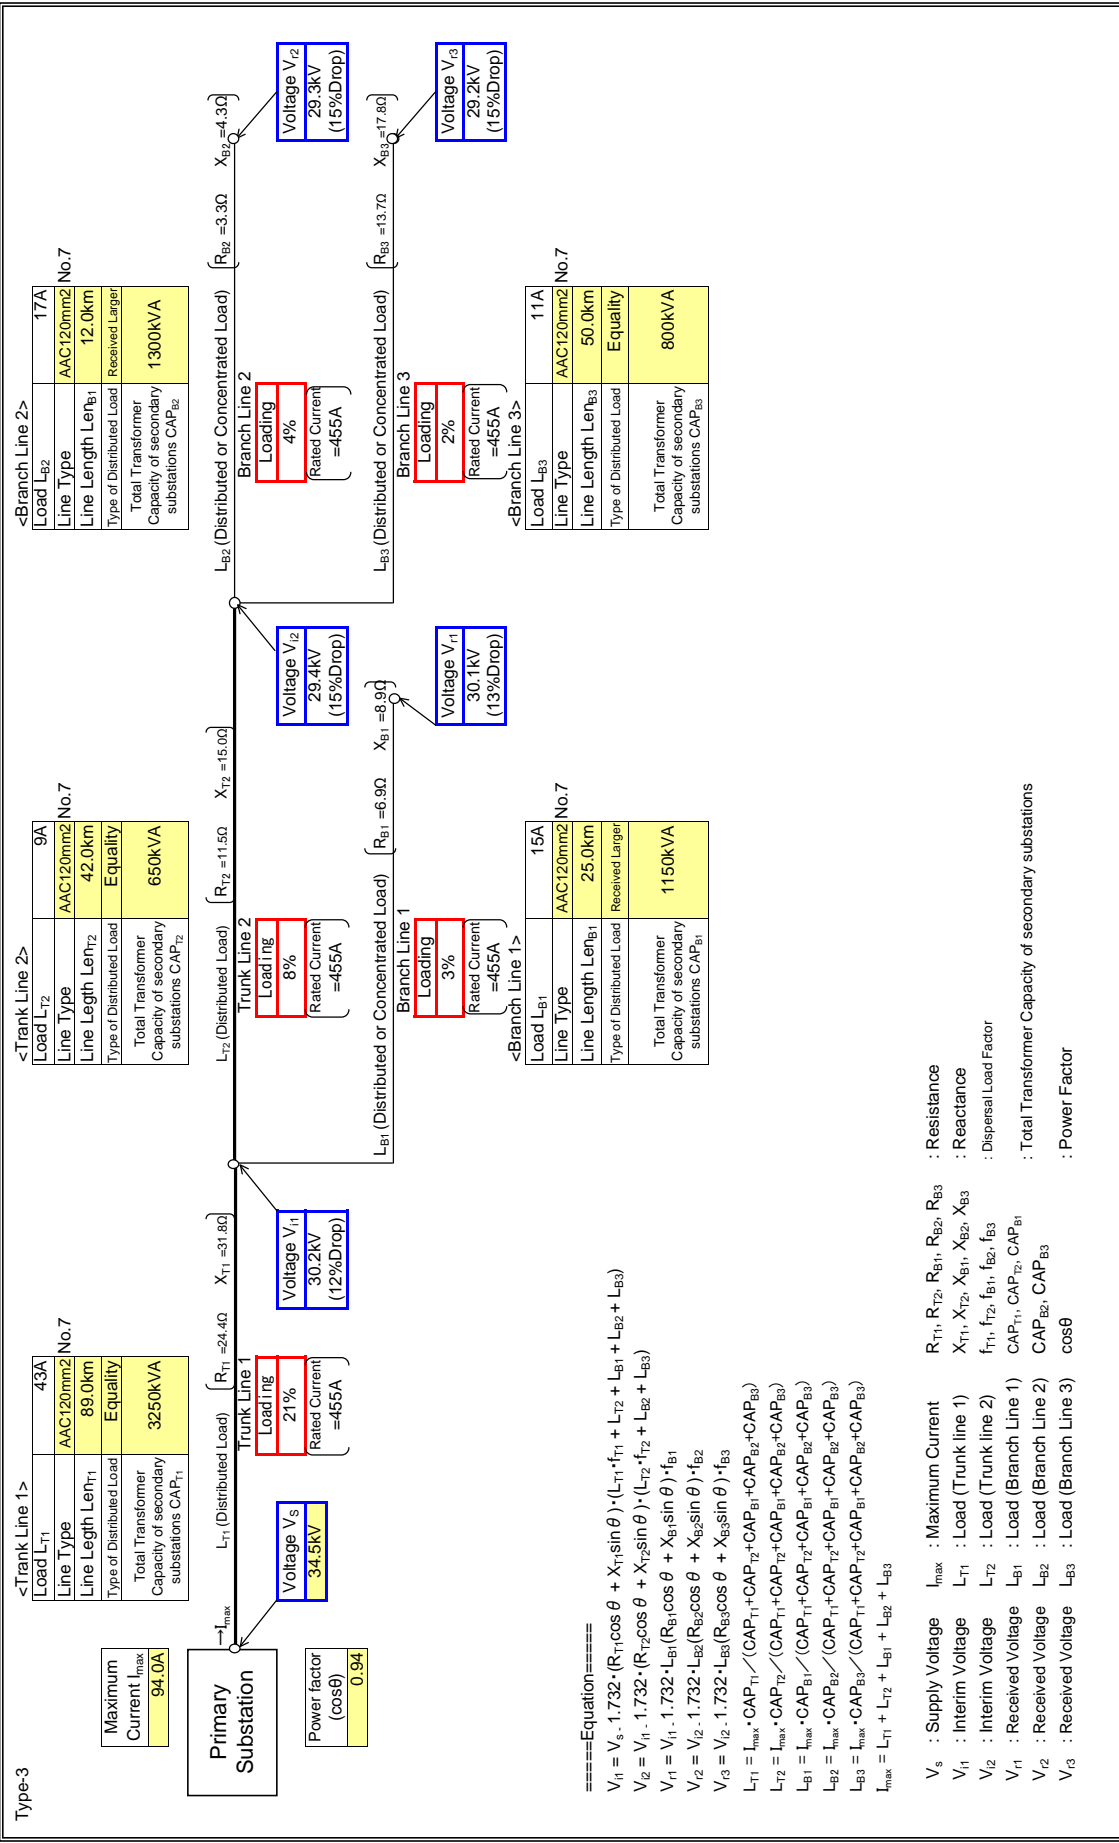 Type-3
Maximum
Current Imax
94.0A
Primary
Substation
Power factor
(cosθ)
0.94
→Imax
Voltage VS
34.5kV
<Trank Line 1>
Load LT1 43A
Line Type AAC120mm2 No.7
Line Legth LenT1 89.0km
Type of Distributed Load Equality
Total Transformer
Capacity of secondary
substations CAPT1
3250kVA
LT1 (Distributed Load) RT1 =24.4Ω XT1 =31.8Ω
Trunk Line 1
Loading
21%
Rated Current
=455A
Voltage Vi1
30.2kV
(12%Drop)
<Trank Line 2>
Load LT2 9A
Line Type AAC120mm2 No.7
Line Legth LenT2 42.0km
Type of Distributed Load Equality
Total Transformer
Capacity of secondary
substations CAPT2
650kVA
LT2 (Distributed Load) RT2 =11.5Ω XT2 =15.0Ω
Trunk Line 2
Loading
8%
Rated Current
=455A
Voltage Vi2
29.4kV
(15%Drop)
LB1 (Distributed or Concentrated Load) RB1 =6.9Ω XB1 =8.9Ω
Branch Line 1
Loading
3%
Rated Current
=455A
Voltage Vr1
30.1kV
(13%Drop)
<Branch Line 1>
Load LB1 15A
Line Type AAC120mm2 No.7
Line Length LenB1 25.0km
Type of Distributed Load Received Larger
Total Transformer
Capacity of secondary
substations CAPB1
1150kVA
<Branch Line 2>
Load LB2 17A
Line Type AAC120mm2 No.7
Line Length LenB1 12.0km
Type of Distributed Load Received Larger
Total Transformer
Capacity of secondary
substations CAPB2
1300kVA
LB2 (Distributed or Concentrated Load) RB2 =3.3Ω XB2 =4.3Ω
Branch Line 2
Loading
4%
Rated Current
=455A
Voltage Vr2
29.3kV
(15%Drop)
LB3 (Distributed or Concentrated Load) RB3 =13.7Ω XB3 =17.8Ω
Branch Line 3
Loading
2%
Rated Current
=455A
Voltage Vr3
29.2kV
(15%Drop)
<Branch Line 3>
Load LB3 11A
Line Type AAC120mm2 No.7
Line Length LenB3 50.0km
Type of Distributed Load Equality
Total Transformer
Capacity of secondary
substations CAPB3
800kVA
=====Equation=====
Vi1 = Vs - 1.732・(RT1cos θ + XT1sin θ)・(LT1・fT1 + LT2 + LB1 + LB2 + LB3)
Vi2 = Vi1 - 1.732・(RT2cos θ + XT2sin θ)・(LT2・fT2 + LB2 + LB3)
Vr1 = Vi1 - 1.732・LB1(RB1cos θ + XB1sin θ)・fB1
Vr2 = Vi2 - 1.732・LB2(RB2cos θ + XB2sin θ)・fB2
Vr3 = Vi2 - 1.732・LB3(RB3cos θ + XB3sin θ)・fB3
LT1 = Imax・CAPT1／(CAPT1+CAPT2+CAPB1+CAPB2+CAPB3)
LT2 = Imax・CAPT2／(CAPT1+CAPT2+CAPB1+CAPB2+CAPB3)
LB1 = Imax・CAPB1／(CAPT1+CAPT2+CAPB1+CAPB2+CAPB3)
LB2 = Imax・CAPB2／(CAPT1+CAPT2+CAPB1+CAPB2+CAPB3)
LB3 = Imax・CAPB3／(CAPT1+CAPT2+CAPB1+CAPB2+CAPB3)
Imax = LT1 + LT2 + LB1 + LB2 + LB3
Vs : Supply Voltage Imax : Maximum Current RT1, RT2, RB1, RB2, RB3 : Resistance
Vi1 : Interim Voltage LT1 : Load (Trunk line 1) XT1, XT2, XB1, XB2, XB3 : Reactance
Vi2 : Interim Voltage LT2 : Load (Trunk line 2) fT1, fT2, fB1, fB2, fB3 : Dispersal Load Factor
Vr1 : Received Voltage LB1 : Load (Branch Line 1) CAPT1, CAPT2, CAPB1 : Total Transformer Capacity of secondary substations
Vr2 : Received Voltage LB2 : Load (Branch Line 2) CAPB2, CAPB3
Vr3 : Received Voltage LB3 : Load (Branch Line 3) cosθ : Power Factor